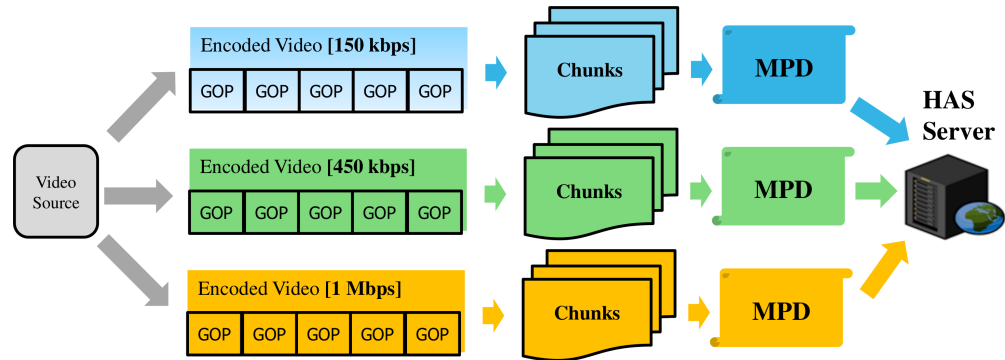 Video
Source
Encoded Video [150 kbps]
GOP GOP GOP GOP GOP
Chunks
MPD
Encoded Video [450 kbps]
GOP GOP GOP GOP GOP
Chunks
MPD
Encoded Video [1 Mbps]
GOP GOP GOP GOP GOP
Chunks
MPD
HAS
Server